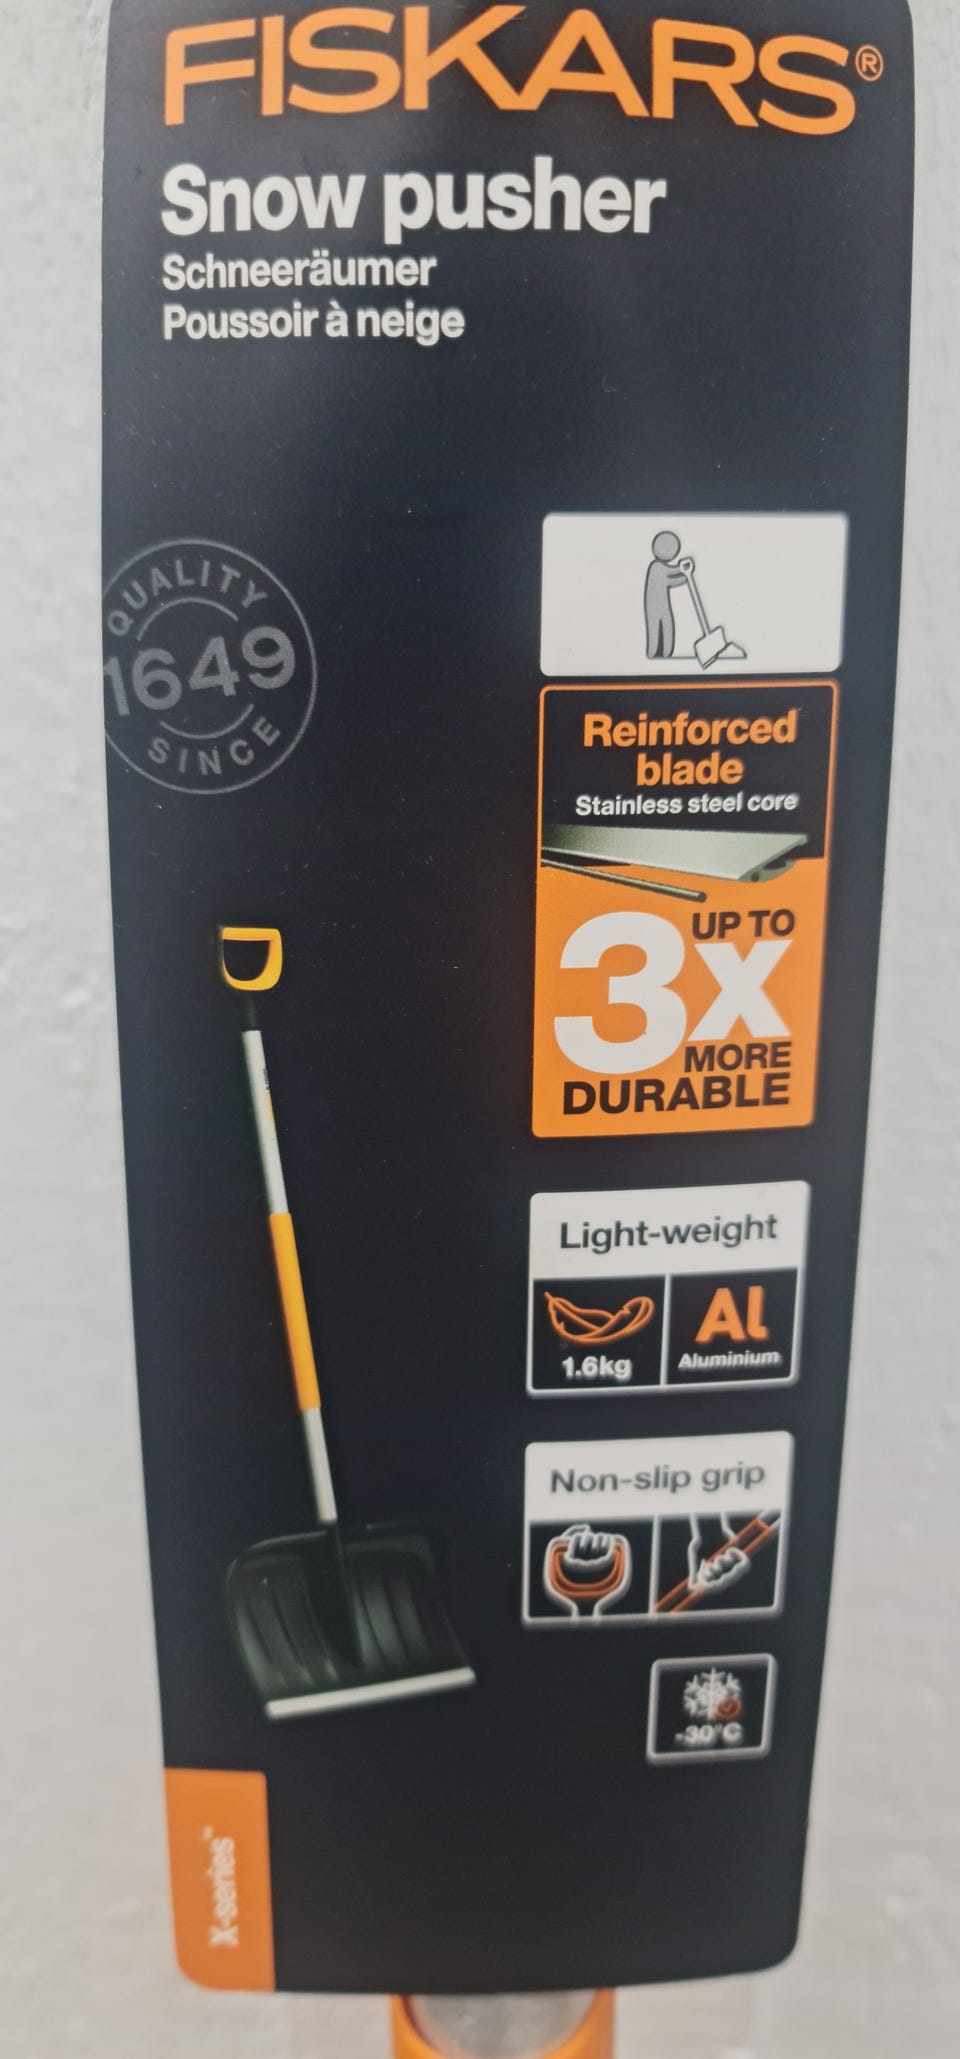 FISKARS®
Snow pusher
Schneeräumer
Poussoir à neige
QUALITY
1649
SINCE
Reinforced
blade
Stainless steel core
UP TO
3x
MORE
DURABLE
Light-weight
1.6kg
Al
Aluminium
Non-slip grip
-30°C
X-series™